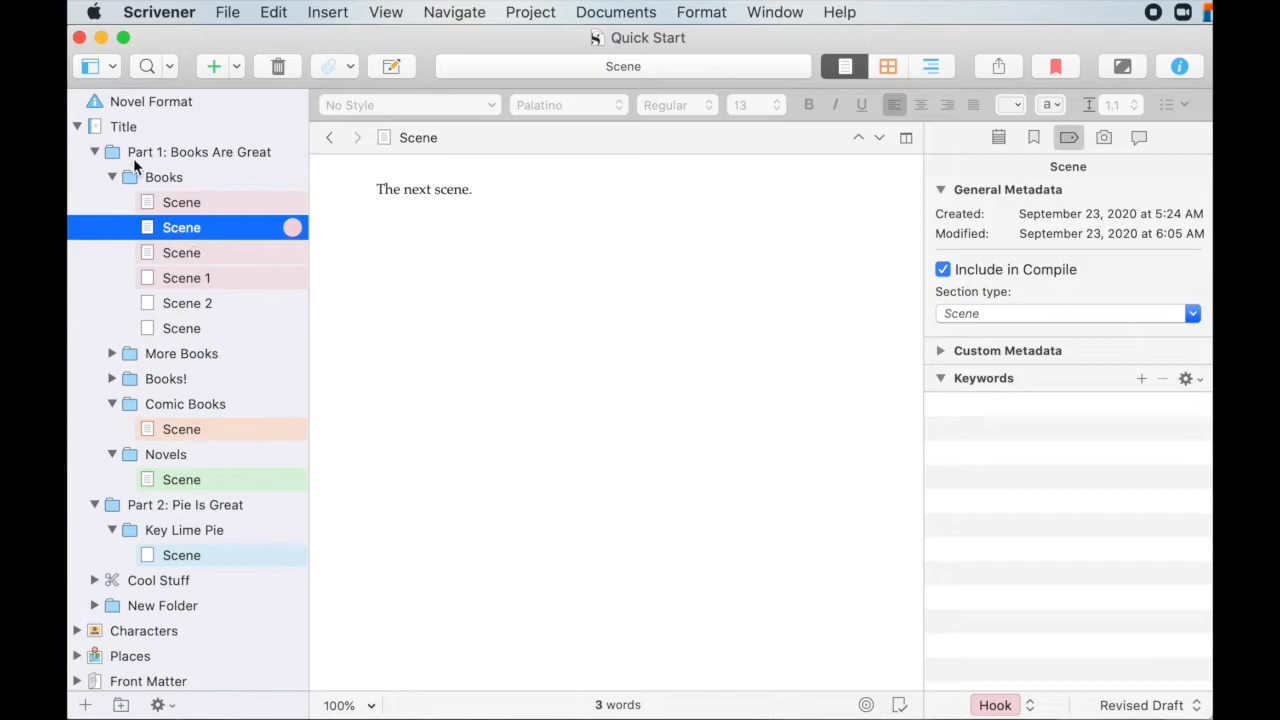 Scrivener File Edit Insert View Navigate Project Documents Format Window Help
Quick Start
Scene
No Style Palatino Regular 13 B I U a 1.1
Novel Format
Title
Part 1: Books Are Great
Books
Scene
Scene
Scene
Scene 1
Scene 2
Scene
More Books
Books!
Comic Books
Scene
Novels
Scene
Part 2: Pie Is Great
Key Lime Pie
Scene
Cool Stuff
New Folder
Characters
Places
Front Matter
Scene
The next scene.
100%
3 words
Scene
General Metadata
Created: September 23, 2020 at 5:24 AM
Modified: September 23, 2020 at 6:05 AM
Include in Compile
Section type:
Scene
Custom Metadata
Keywords
Hook Revised Draft